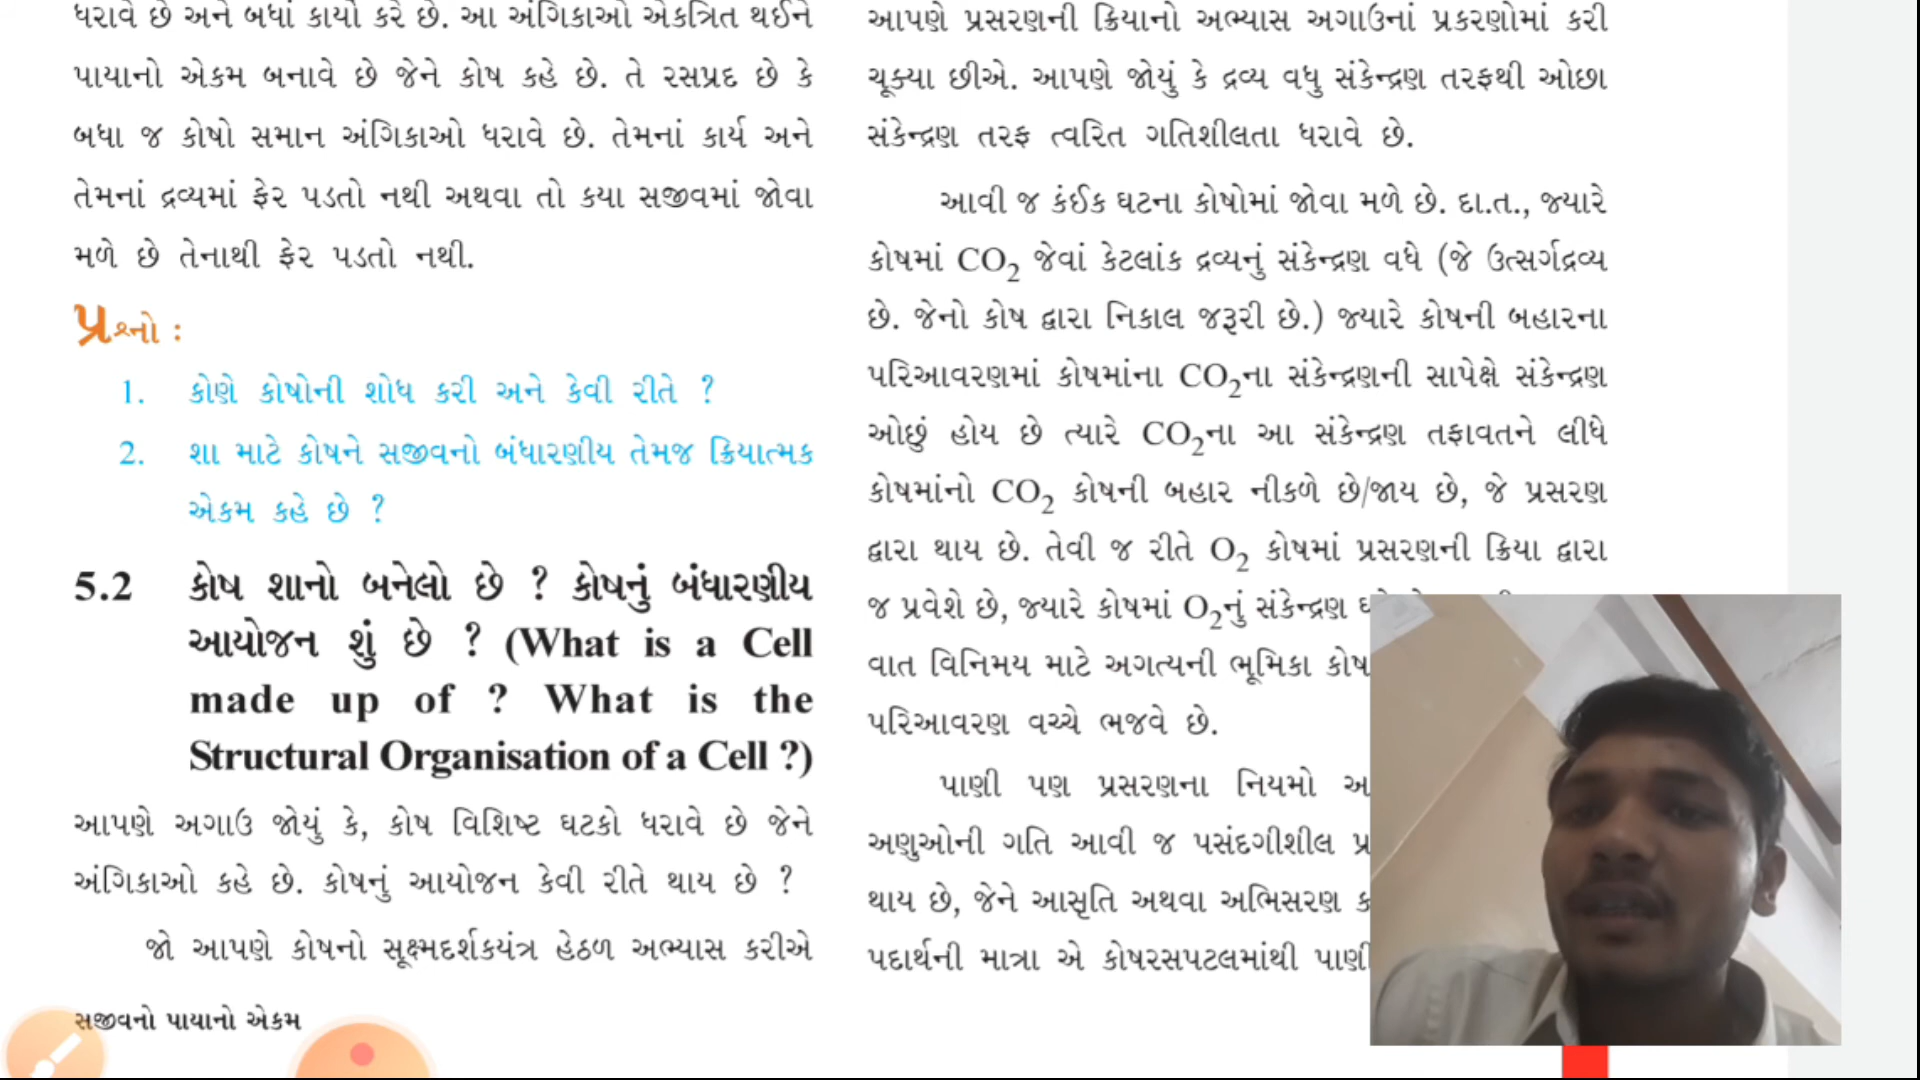 ધરાવે છે અને બધાં કાર્યો કરે છે. આ અંગિકાઓ એકત્રિત થઈને
પાયાનો એકમ બનાવે છે જેને કોષ કહે છે. તે રસપ્રદ છે કે
બધા જ કોષો સમાન અંગિકાઓ ધરાવે છે. તેમનાં કાર્ય અને
તેમનાં દ્રવ્યમાં ફેર પડતો નથી અથવા તો કયા સજીવમાં જોવા
મળે છે તેનાથી ફેર પડતો નથી.
પ્રશ્નો :
1. કોણે કોષોની શોધ કરી અને કેવી રીતે ?
2. શા માટે કોષને સજીવનો બંધારણીય તેમજ ક્રિયાત્મક
એકમ કહે છે ?
5.2 કોષ શાનો બનેલો છે ? કોષનું બંધારણીય
આયોજન શું છે ? (What is a Cell
made up of ? What is the
Structural Organisation of a Cell ?)
આપણે અગાઉ જોયું કે, કોષ વિશિષ્ટ ઘટકો ધરાવે છે જેને
અંગિકાઓ કહે છે. કોષનું આયોજન કેવી રીતે થાય છે ?
જો આપણે કોષનો સૂક્ષ્મદર્શકયંત્ર હેઠળ અભ્યાસ કરીએ
સજીવનો પાયાનો એકમ
આપણે પ્રસરણની ક્રિયાનો અભ્યાસ અગાઉનાં પ્રકરણોમાં કરી
ચૂક્યા છીએ. આપણે જોયું કે દ્રવ્ય વધુ સંકેન્દ્રણ તરફથી ઓછા
સંકેન્દ્રણ તરફ ત્વરિત ગતિશીલતા ધરાવે છે.
આવી જ કંઈક ઘટના કોષોમાં જોવા મળે છે. દા.ત., જ્યારે
કોષમાં CO₂ જેવાં કેટલાંક દ્રવ્યનું સંકેન્દ્રણ વધે (જે ઉત્સર્ગદ્રવ્ય
છે. જેનો કોષ દ્વારા નિકાલ જરૂરી છે.) જ્યારે કોષની બહારના
પરિઆવરણમાં કોષમાંના CO₂ના સંકેન્દ્રણની સાપેક્ષે સંકેન્દ્રણ
ઓછું હોય છે ત્યારે CO₂ના આ સંકેન્દ્રણ તફાવતને લીધે
કોષમાંનો CO₂ કોષની બહાર નીકળે છે/જાય છે, જે પ્રસરણ
દ્વારા થાય છે. તેવી જ રીતે O₂ કોષમાં પ્રસરણની ક્રિયા દ્વારા
જ પ્રવેશે છે, જ્યારે કોષમાં O₂નું સંકેન્દ્રણ
વાત વિનિમય માટે અગત્યની ભૂમિકા કોષ
પરિઆવરણ વચ્ચે ભજવે છે.
પાણી પણ પ્રસરણના નિયમો અ
અણુઓની ગતિ આવી જ પસંદગીશીલ પ્ર
થાય છે, જેને આસૃતિ અથવા અભિસરણ ક
પદાર્થની માત્રા એ કોષરસપટલમાંથી પાણી